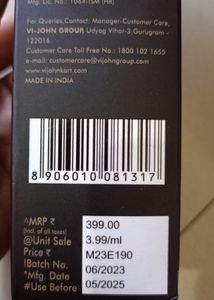 Mfg. Lic. No.: 1064-ISM (HR)
For Queries, Contact: Manager-Customer Care,
VI-JOHN GROUP, Udyog Vihar-3, Gurugram -
122016
Customer Care Toll Free No.: 1800 102 1655
e-mail: customercare@vijohngroup.com
www.vijohnkart.com
MADE IN INDIA.
8906010081317
^MRP ₹ 399.00
(Incl. of all taxes)
@Unit Sale 3.99/ml
Price ₹
!Batch No. M23E190
*Mfg. Date 06/2023
#Use Before 05/2025